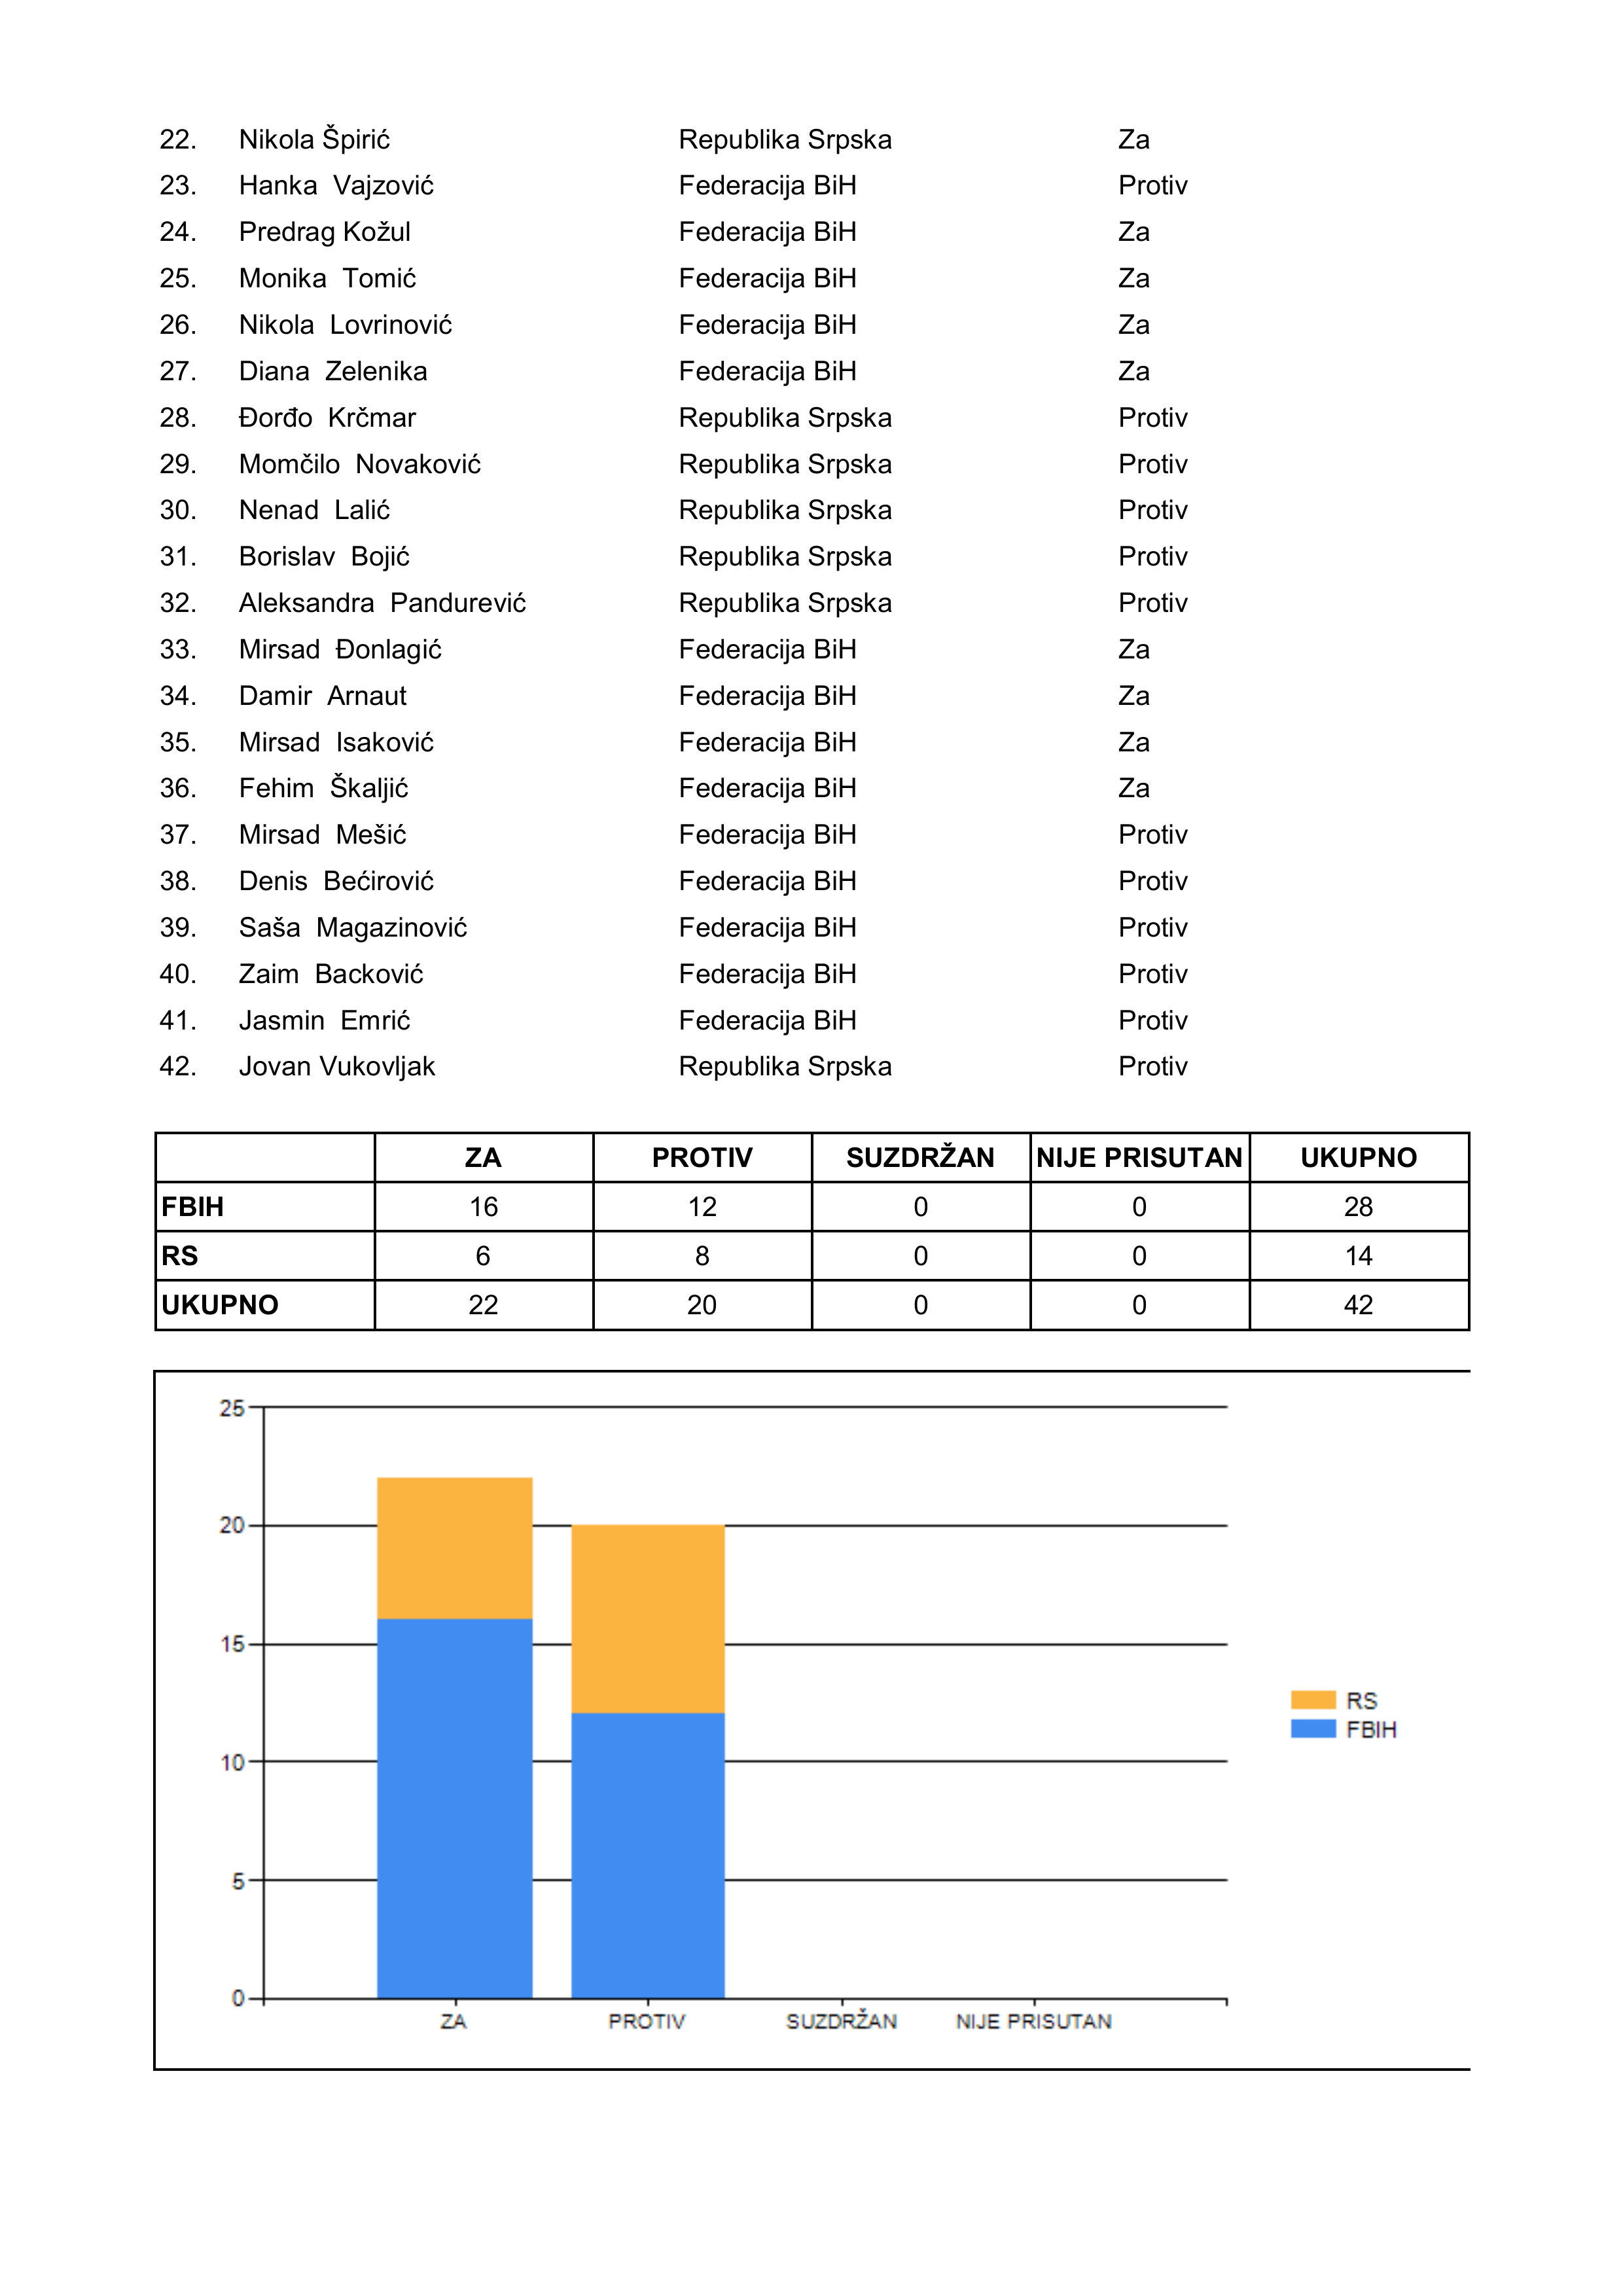 22. Nikola Špirić Republika Srpska Za
23. Hanka Vajzović Federacija BiH Protiv
24. Predrag Kožul Federacija BiH Za
25. Monika Tomić Federacija BiH Za
26. Nikola Lovrinović Federacija BiH Za
27. Diana Zelenika Federacija BiH Za
28. Đorđo Krčmar Republika Srpska Protiv
29. Momčilo Novaković Republika Srpska Protiv
30. Nenad Lalić Republika Srpska Protiv
31. Borislav Bojić Republika Srpska Protiv
32. Aleksandra Pandurević Republika Srpska Protiv
33. Mirsad Đonlagić Federacija BiH Za
34. Damir Arnaut Federacija BiH Za
35. Mirsad Isaković Federacija BiH Za
36. Fehim Škaljić Federacija BiH Za
37. Mirsad Mešić Federacija BiH Protiv
38. Denis Bećirović Federacija BiH Protiv
39. Saša Magazinović Federacija BiH Protiv
40. Zaim Backović Federacija BiH Protiv
41. Jasmin Emrić Federacija BiH Protiv
42. Jovan Vukovljak Republika Srpska Protiv
ZA PROTIV SUZDRŽAN NIJE PRISUTAN UKUPNO
FBIH 16 12 0 0 28
RS 6 8 0 0 14
UKUPNO 22 20 0 0 42
25
20
15
10
5
0
ZA PROTIV SUZDRŽAN NIJE PRISUTAN
RS
FBIH